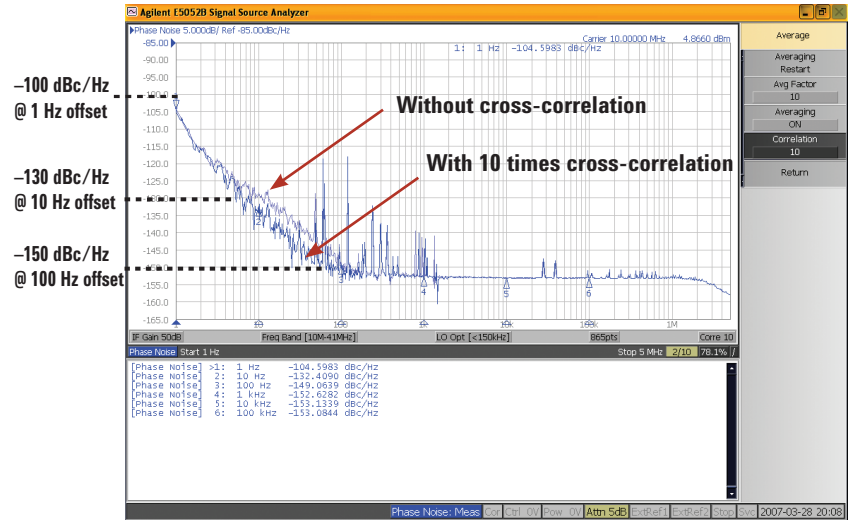 Agilent E5052B Signal Source Analyzer
Phase Noise 5.000dB/ Ref -85.00dBc/Hz
Carrier 10.00000 MHz 4.8660 dBm
1: 1 Hz -104.5983 dBc/Hz
-85.00
-90.00
-95.00
–100 dBc/Hz
@ 1 Hz offset
-105.0
-110.0
-115.0
-120.0
-125.0
–130 dBc/Hz
@ 10 Hz offset
-135.0
-140.0
-145.0
–150 dBc/Hz
@ 100 Hz offset
-155.0
-160.0
-165.0
Without cross-correlation
With 10 times cross-correlation
2
3
4
5
6
1M
IF Gain 50dB
Freq Band [10M-41MHz]
LO Opt [<150kHz]
865pts
Corre 10
Phase Noise Start 1 Hz
Stop 5 MHz 2/10 78.1%
[Phase Noise] >1: 1 Hz -104.5983 dBc/Hz
[Phase Noise] 2: 10 Hz -132.4090 dBc/Hz
[Phase Noise] 3: 100 Hz -149.0639 dBc/Hz
[Phase Noise] 4: 1 kHz -152.6282 dBc/Hz
[Phase Noise] 5: 10 kHz -153.1339 dBc/Hz
[Phase Noise] 6: 100 kHz -153.0844 dBc/Hz
Average
Averaging
Restart
Avg Factor
10
Averaging
ON
Correlation
10
Return
Phase Noise: Meas Cor Ctrl 0V Pow 0V Attn 5dB ExtRef1 ExtRef2 Stop Svc 2007-03-28 20:08